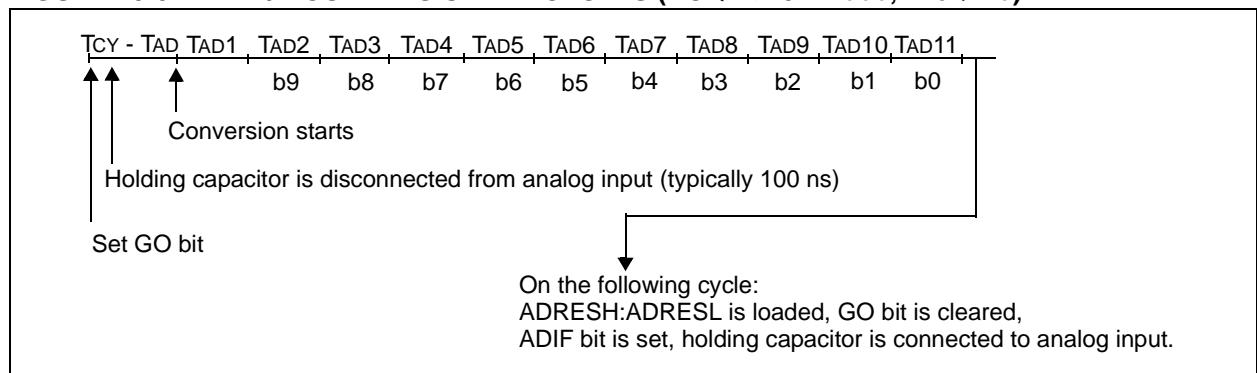 TCY - TAD TAD1 TAD2 TAD3 TAD4 TAD5 TAD6 TAD7 TAD8 TAD9 TAD10 TAD11
b9 b8 b7 b6 b5 b4 b3 b2 b1 b0
Conversion starts
Holding capacitor is disconnected from analog input (typically 100 ns)
Set GO bit
On the following cycle:
ADRESH:ADRESL is loaded, GO bit is cleared,
ADIF bit is set, holding capacitor is connected to analog input.